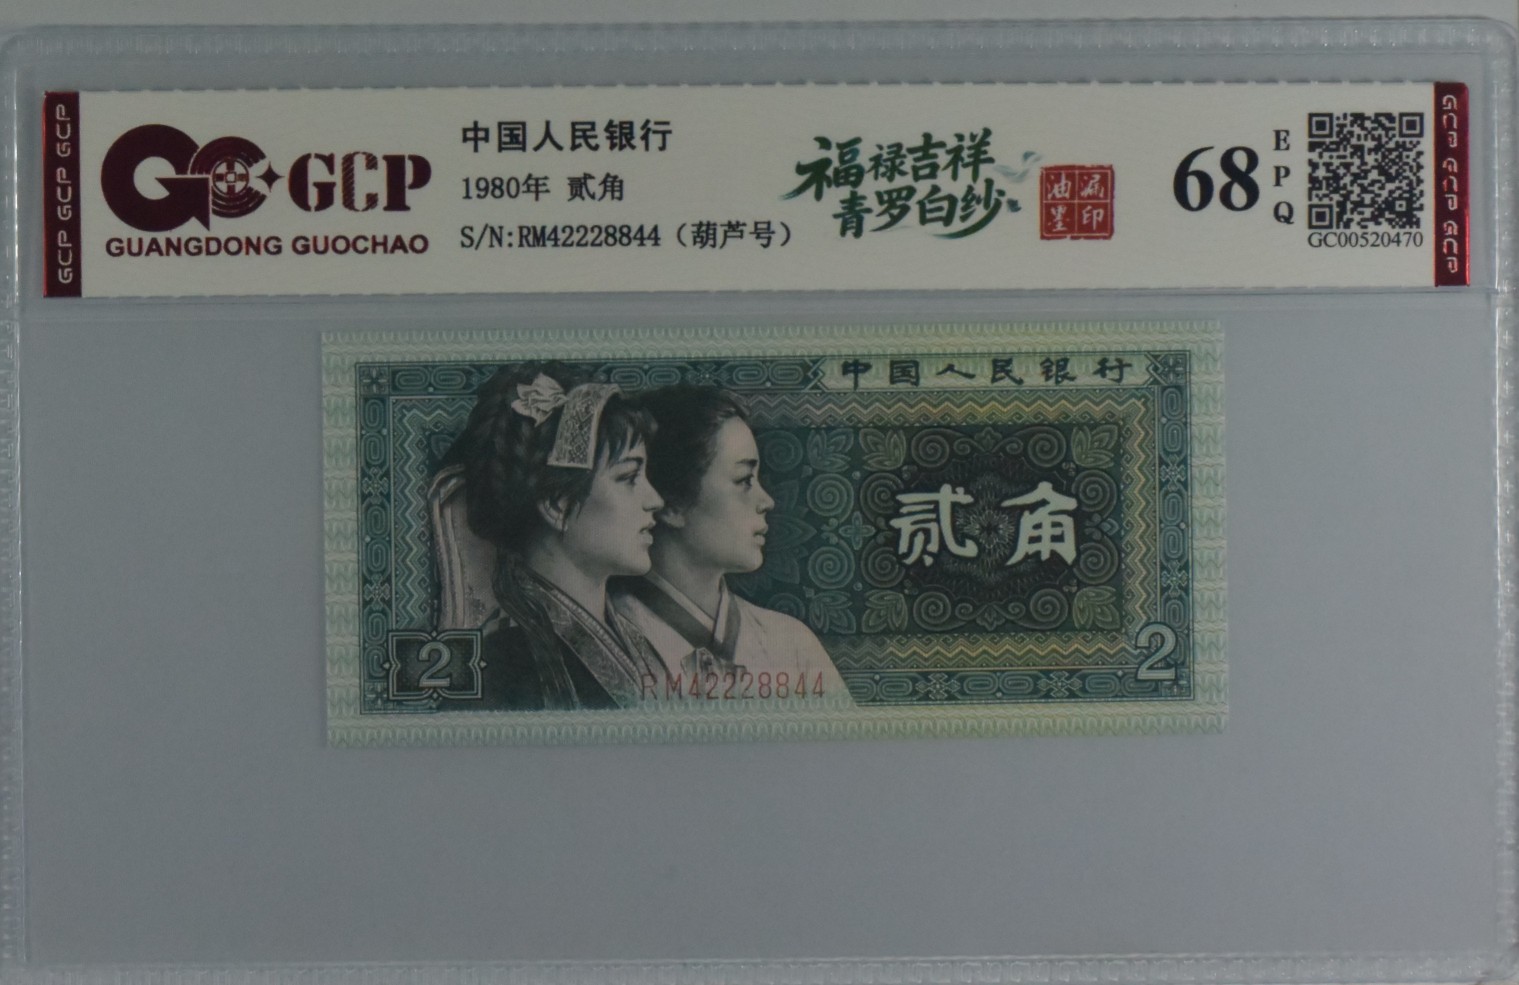 GCP GCP GCP
GCP
GUANGDONG GUOCHAO
中国人民银行
1980年 贰角
S/N:RM42228844（葫芦号）
福禄吉祥
青罗白纱
油漏
墨印
68
EPQ
GC00520470
GCP GCP GCP
中国人民银行
贰角
2
2
RM42228844